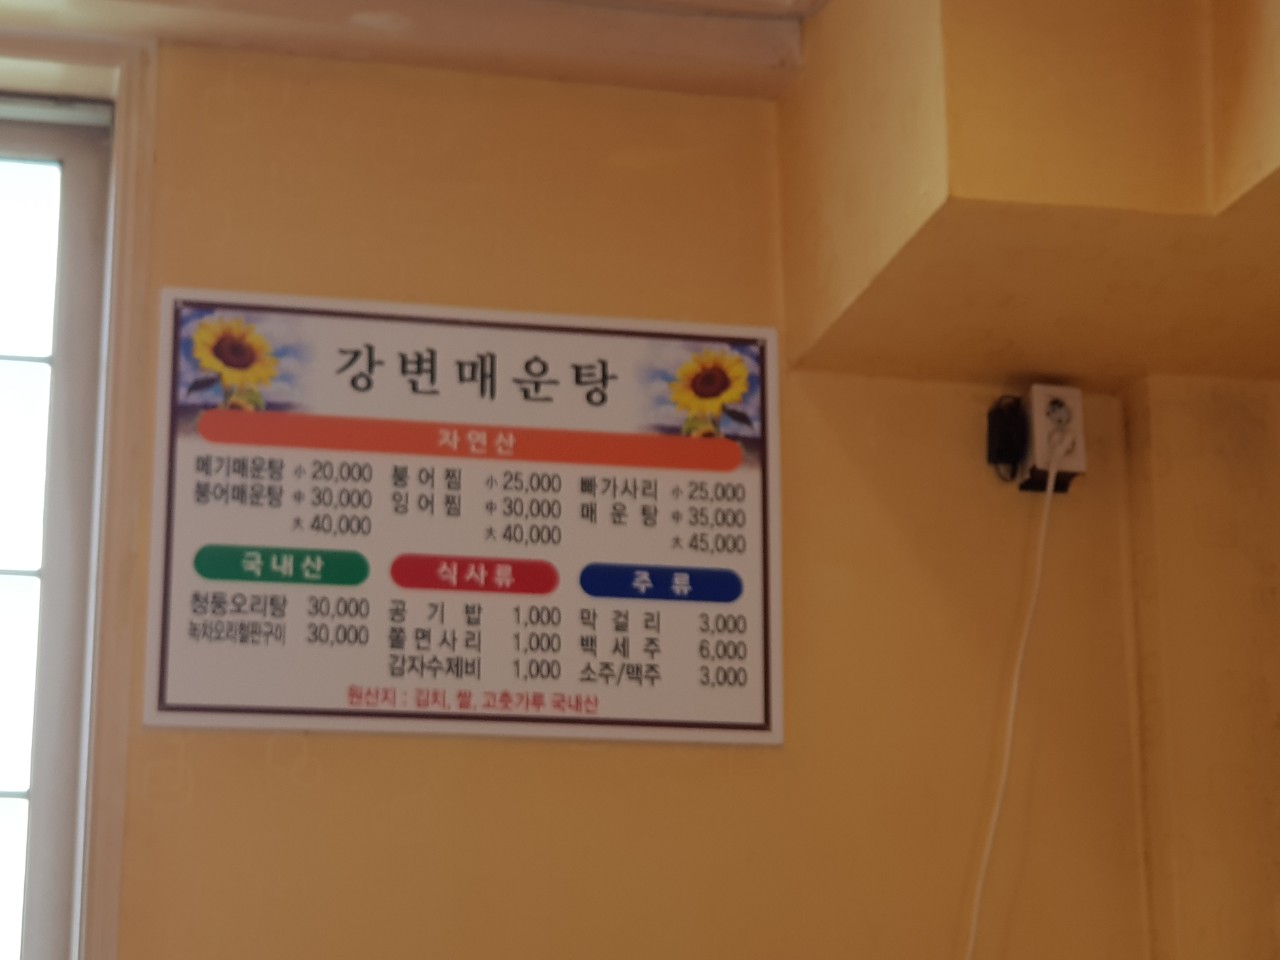 강변매운탕
자연산
메기매운탕 小 20,000 붕어찜 小 25,000 빠가사리 小 25,000
붕어매운탕 中 30,000 잉어찜 中 30,000 매운탕 中 35,000
大 40,000 大 40,000 大 45,000
국내산 식사류 주류
청둥오리탕 30,000 공기밥 1,000 막걸리 3,000
녹차오리철판구이 30,000 쫄면사리 1,000 백세주 6,000
감자수제비 1,000 소주/맥주 3,000
원산지 : 김치, 쌀, 고춧가루 국내산